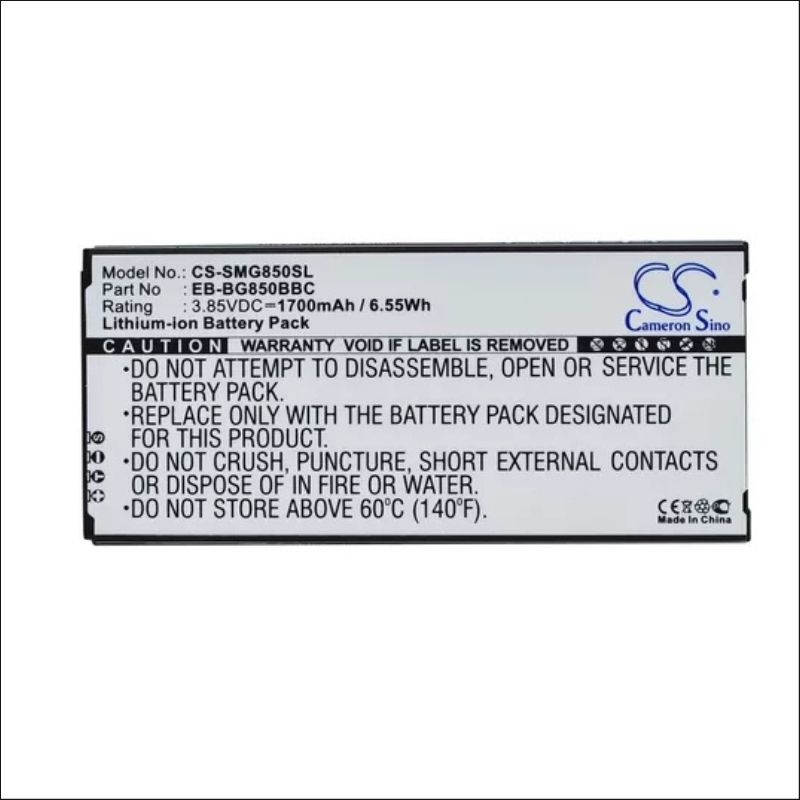 Model No.: CS-SMG850SL
Part No : EB-BG850BBC
Rating : 3.85VDC⎓1700mAh / 6.55Wh
Lithium-ion Battery Pack
CS
Cameron Sino
CAUTION WARRANTY VOID IF LABEL IS REMOVED
•DO NOT ATTEMPT TO DISASSEMBLE, OPEN OR SERVICE
BATTERY PACK.
•REPLACE ONLY WITH THE BATTERY PACK DESIGNATED
FOR THIS PRODUCT.
•DO NOT CRUSH, PUNCTURE, SHORT EXTERNAL CONTACTS
OR DISPOSE OF IN FIRE OR WATER.
•DO NOT STORE ABOVE 60°C (140°F).
CE
Made In China